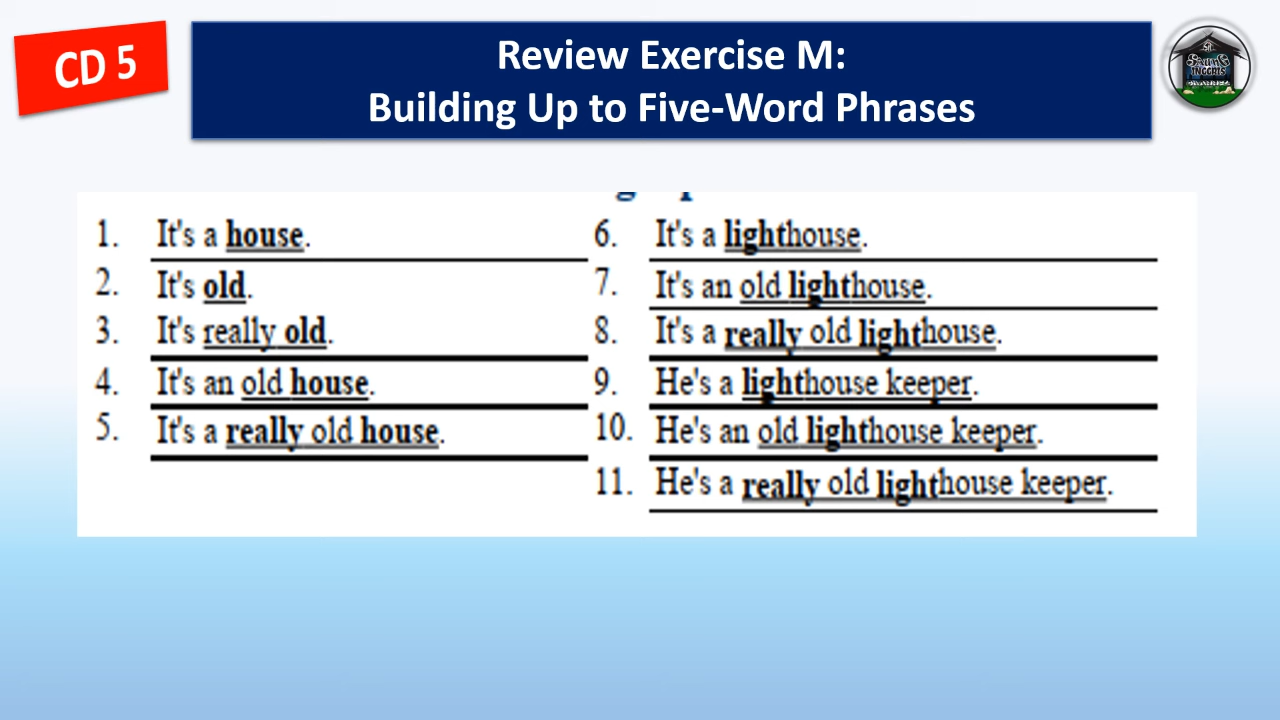 CD 5
Review Exercise M:
Building Up to Five-Word Phrases
1. It's a house.
2. It's old.
3. It's really old.
4. It's an old house.
5. It's a really old house.
6. It's a lighthouse.
7. It's an old lighthouse.
8. It's a really old lighthouse.
9. He's a lighthouse keeper.
10. He's an old lighthouse keeper.
11. He's a really old lighthouse keeper.
INGGRIS